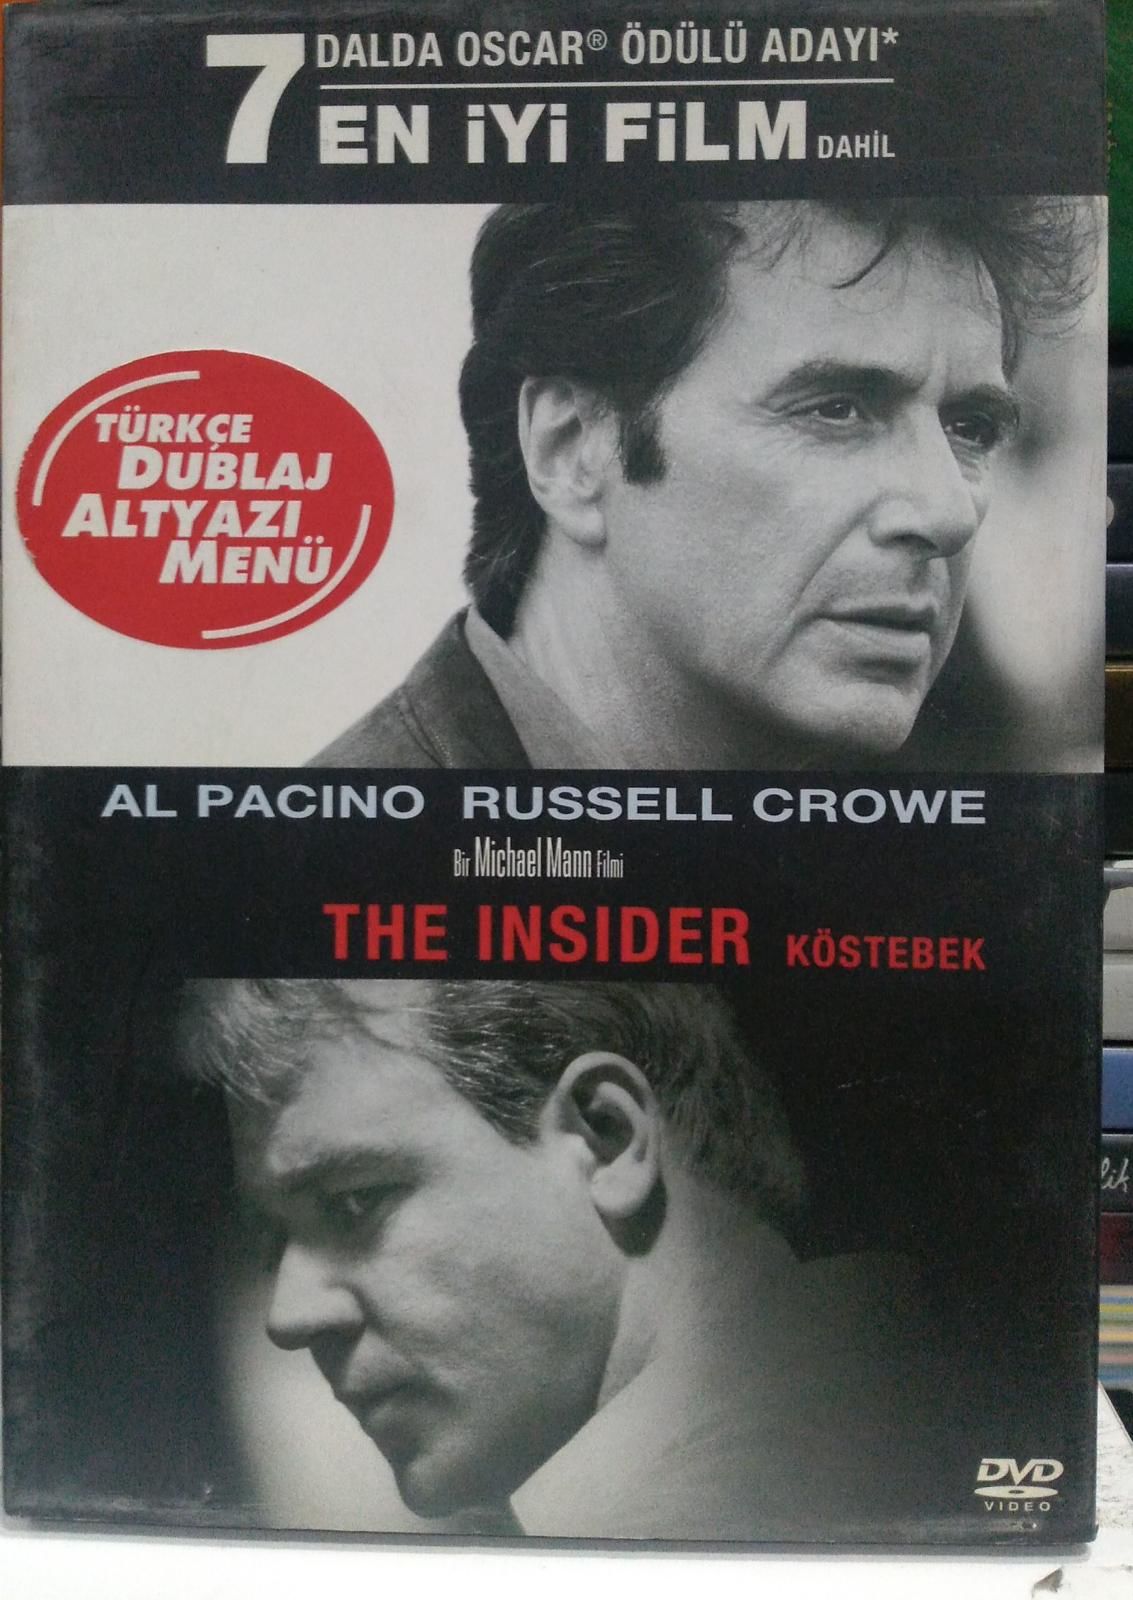 7 DALDA OSCAR® ÖDÜLÜ ADAYI*
EN İYİ FİLM DAHİL
TÜRKÇE
DUBLAJ
ALTYAZI
MENÜ
AL PACINO RUSSELL CROWE
Bir Michael Mann Filmi
THE INSIDER KÖSTEBEK
DVD
VIDEO